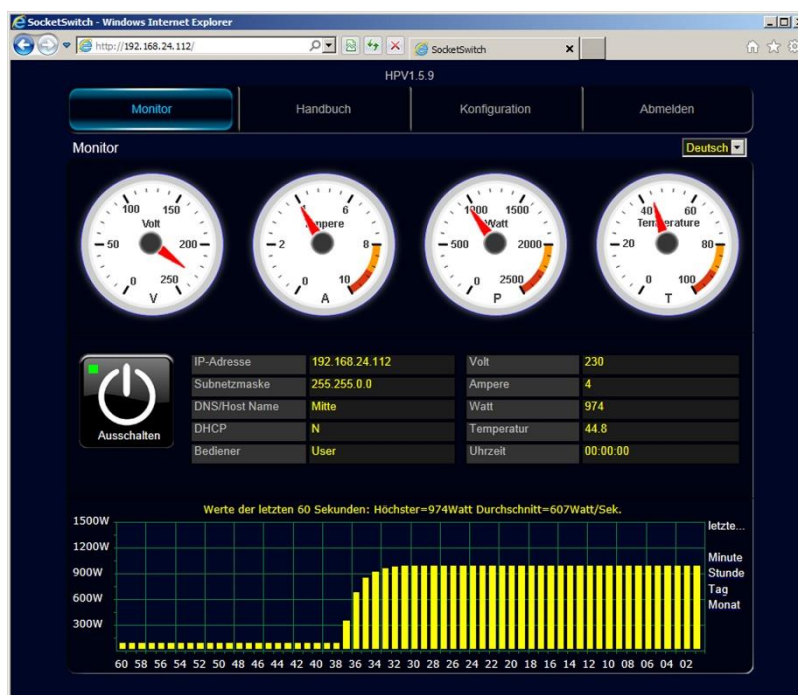 SocketSwitch - Windows Internet Explorer
http://192.168.24.112/
SocketSwitch
HPV1.5.9
Monitor Handbuch Konfiguration Abmelden
Monitor
Deutsch
0 50 100 150 200 250 Volt V
0 2 6 8 10 A
0 500 1000 1500 2000 2500 Watt P
0 20 40 60 80 100 T
Ausschalten
IP-Adresse 192.168.24.112 Volt 230
Subnetzmaske 255.255.0.0 Ampere 4
DNS/Host Name Mitte Watt 974
DHCP N Temperatur 44.8
Bediener User Uhrzeit 00:00:00
Werte der letzten 60 Sekunden: Höchster=974Watt Durchschnitt=607Watt/Sek.
1500W
1200W
900W
600W
300W
letzte...
Minute
Stunde
Tag
Monat
60 58 56 54 52 50 48 46 44 42 40 38 36 34 32 30 28 26 24 22 20 18 16 14 12 10 08 06 04 02